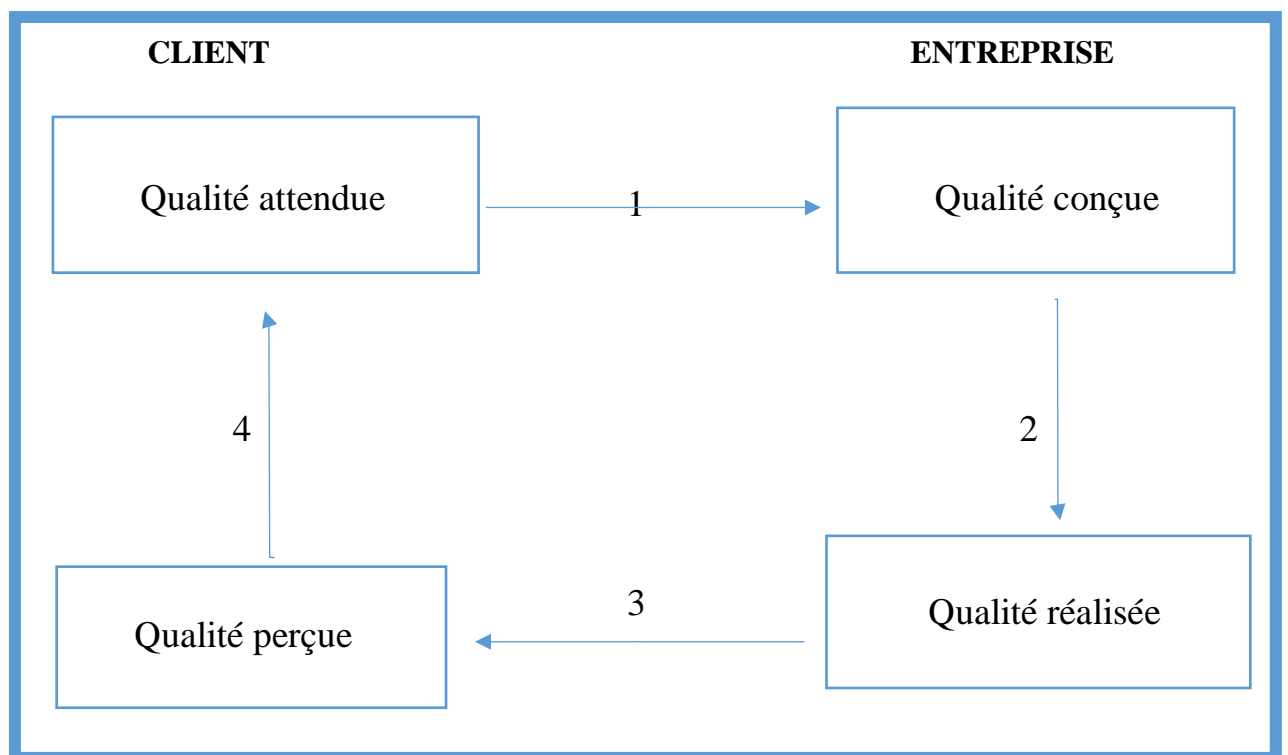 CLIENT
ENTREPRISE
Qualité attendue
1
Qualité conçue
4
2
3
Qualité perçue
Qualité réalisée